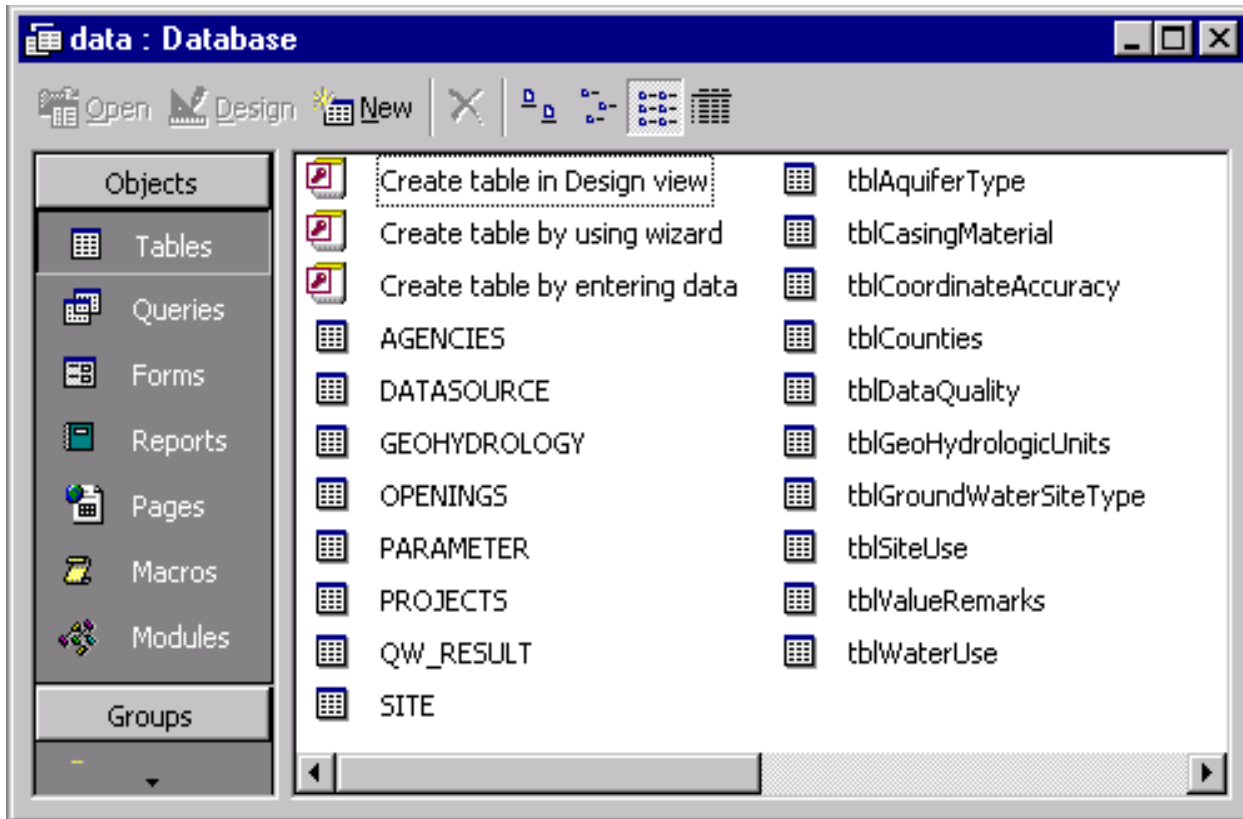 data : Database
Open Design New
Objects
Tables
Queries
Forms
Reports
Pages
Macros
Modules
Groups
Create table in Design view
Create table by using wizard
Create table by entering data
AGENCIES
DATASOURCE
GEOHYDROLOGY
OPENINGS
PARAMETER
PROJECTS
QW_RESULT
SITE
tblAquiferType
tblCasingMaterial
tblCoordinateAccuracy
tblCounties
tblDataQuality
tblGeoHydrologicUnits
tblGroundWaterSiteType
tblSiteUse
tblValueRemarks
tblWaterUse